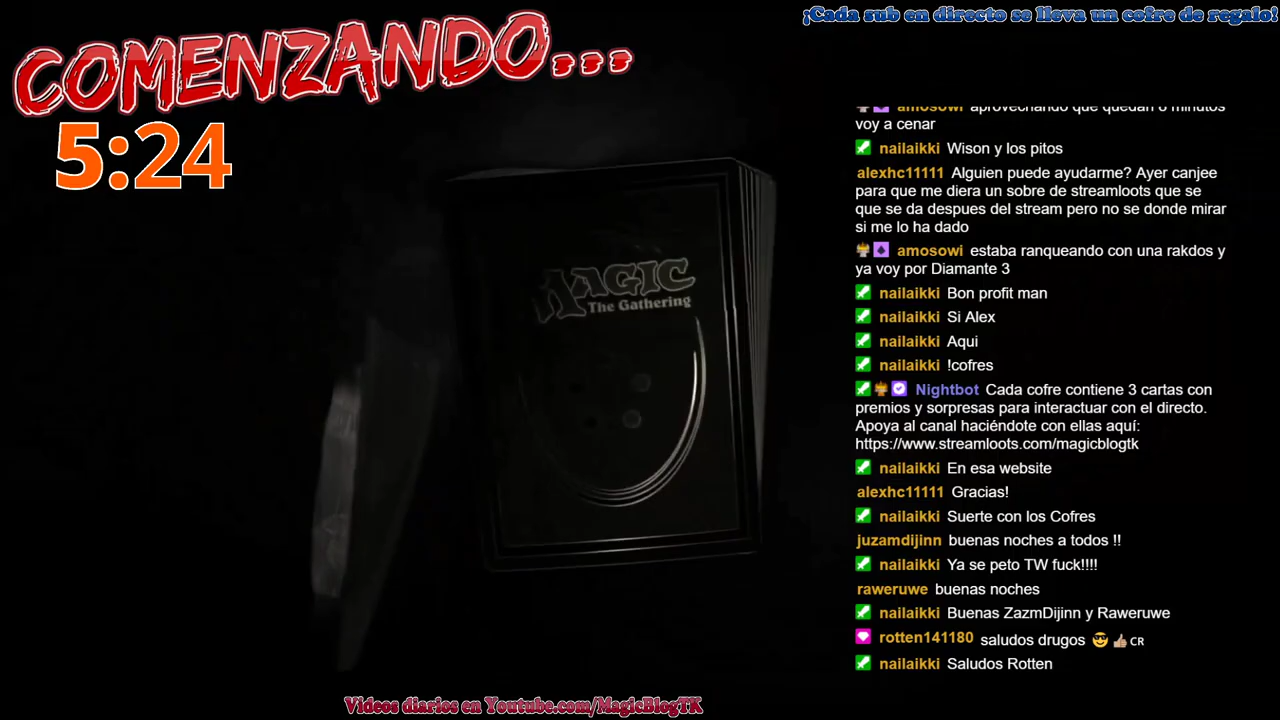 ¡Cada sub en directo se lleva un cofre de regalo!
COMENZANDO...
5:24
MAGIC
The Gathering
amosowi aprovechando que quedan 8 minutos
voy a cenar
nailaikki Wison y los pitos
alexhc11111 Alguien puede ayudarme? Ayer canjee
para que me diera un sobre de streamloots que se
que se da despues del stream pero no se donde mirar
si me lo ha dado
amosowi estaba ranqueando con una rakdos y
ya voy por Diamante 3
nailaikki Bon profit man
nailaikki Si Alex
nailaikki Aqui
nailaikki !cofres
Nightbot Cada cofre contiene 3 cartas con
premios y sorpresas para interactuar con el directo.
Apoya al canal haciéndote con ellas aquí:
https://www.streamloots.com/magicblogtk
nailaikki En esa website
alexhc11111 Gracias!
nailaikki Suerte con los Cofres
juzamdijinn buenas noches a todos !!
nailaikki Ya se peto TW fuck!!!!
raweruwe buenas noches
nailaikki Buenas ZazmDijinn y Raweruwe
rotten141180 saludos drugos 😎👍🏼CR
nailaikki Saludos Rotten
Videos diarios en Youtube.com/MagicBlogTK